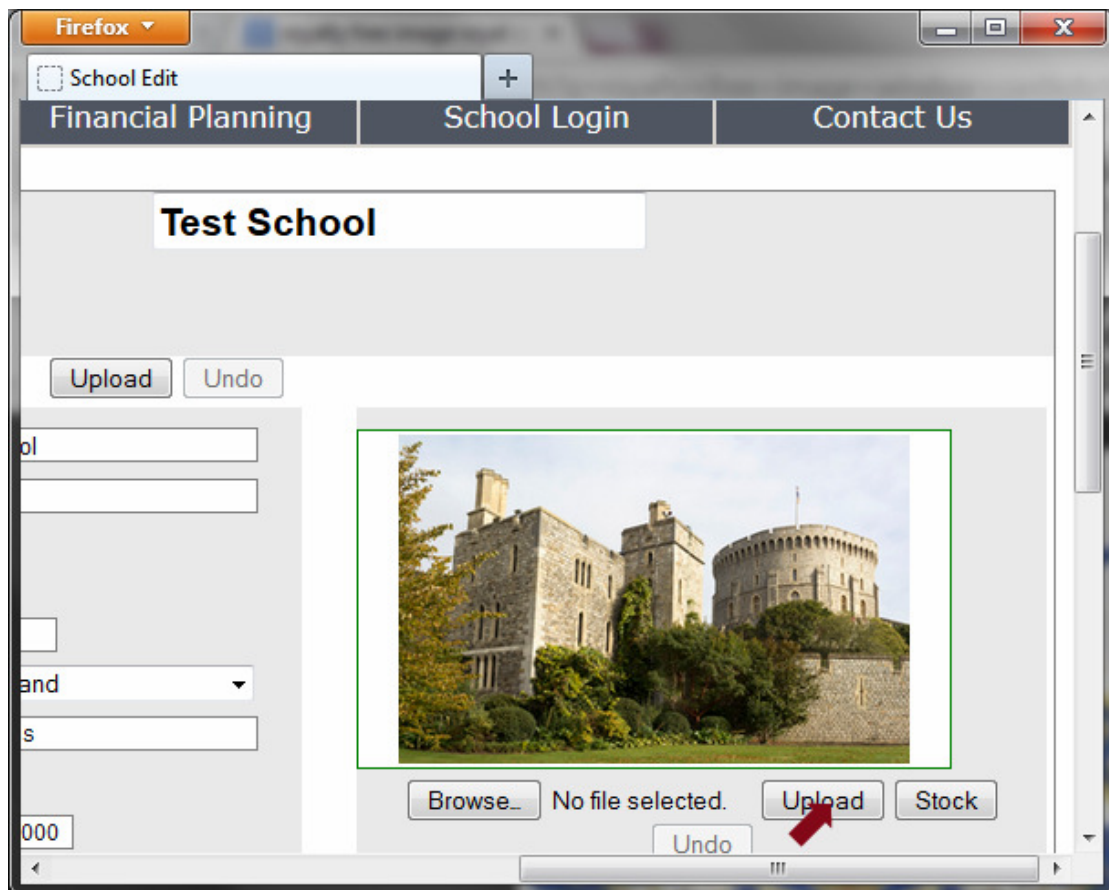 Firefox
School Edit
+
Financial Planning
School Login
Contact Us
Test School
Upload
Undo
ol
and
s
000
Browse_
No file selected.
Upload
Stock
Undo